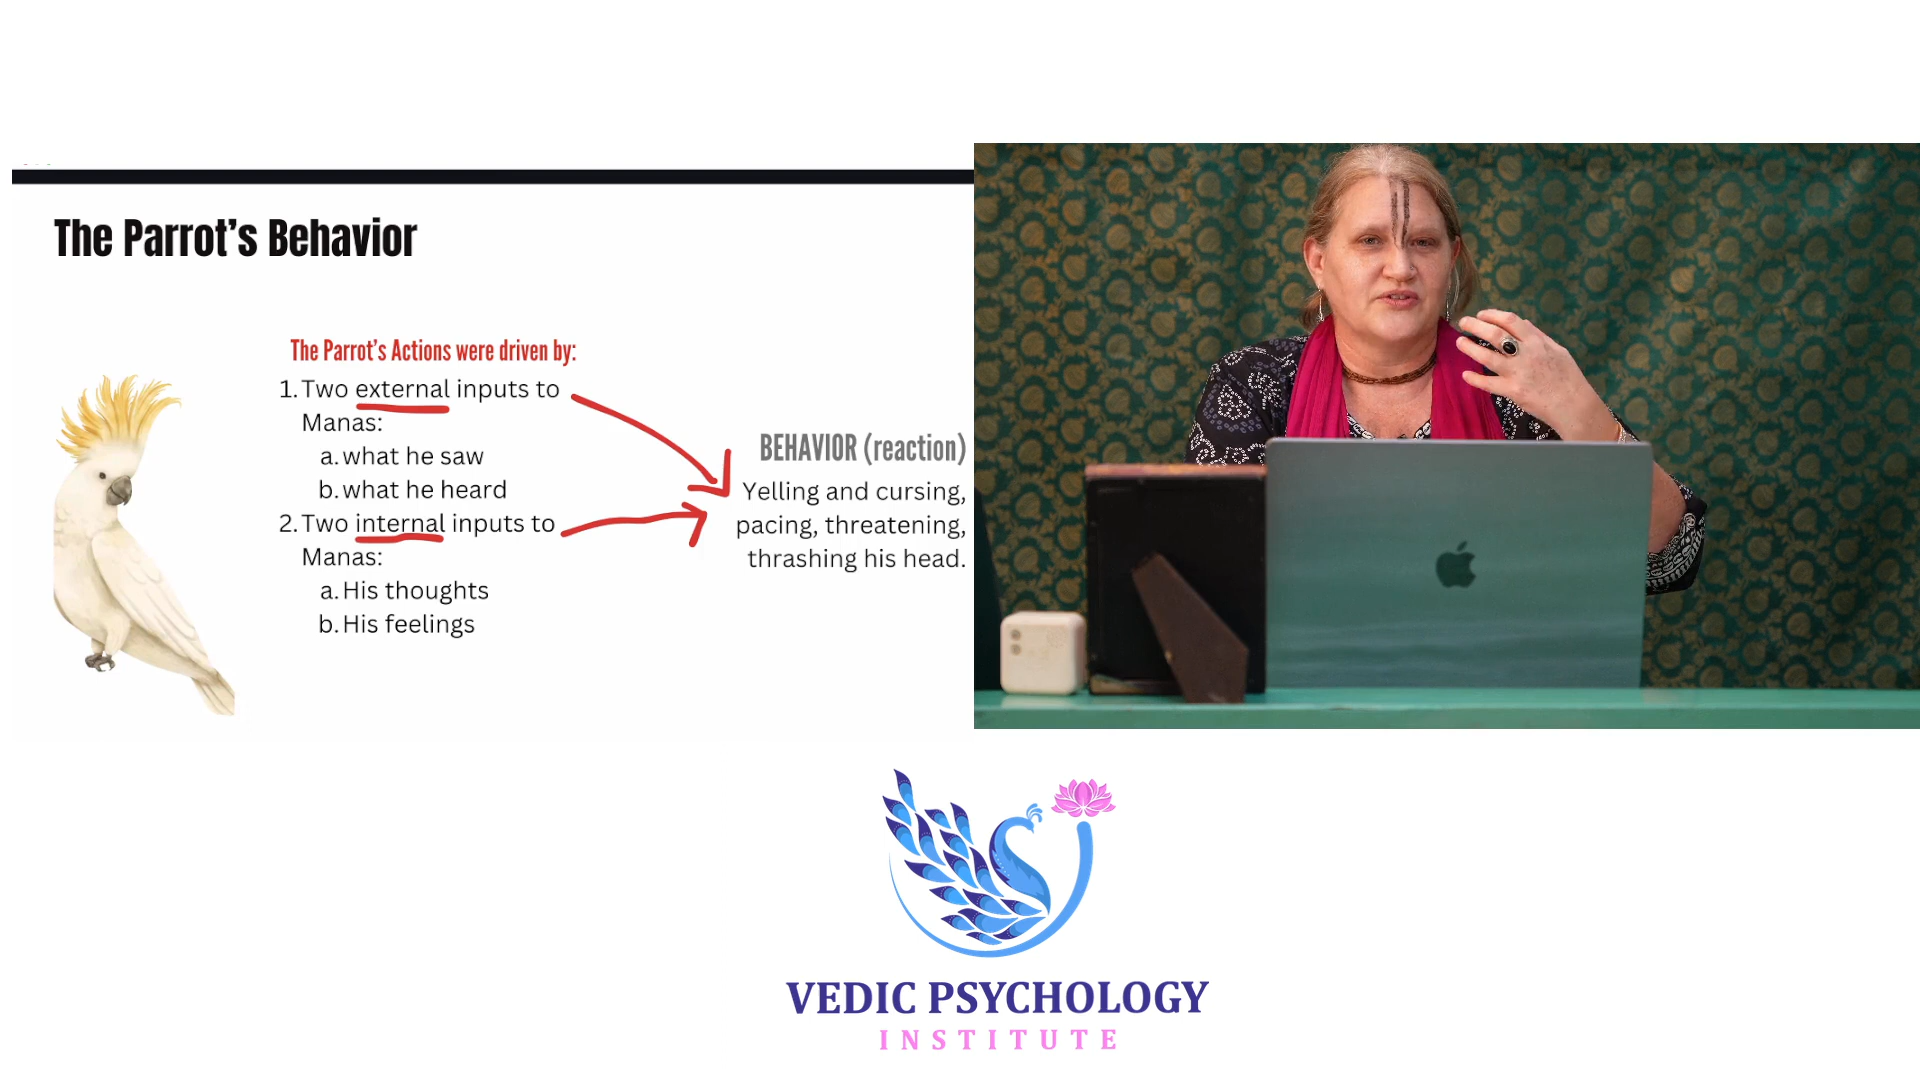 The Parrot's Behavior
The Parrot's Actions were driven by:
1. Two external inputs to
Manas:
a. what he saw
b. what he heard
2. Two internal inputs to
Manas:
a. His thoughts
b. His feelings
BEHAVIOR (reaction)
Yelling and cursing,
pacing, threatening,
thrashing his head.
VEDIC PSYCHOLOGY
INSTITUTE